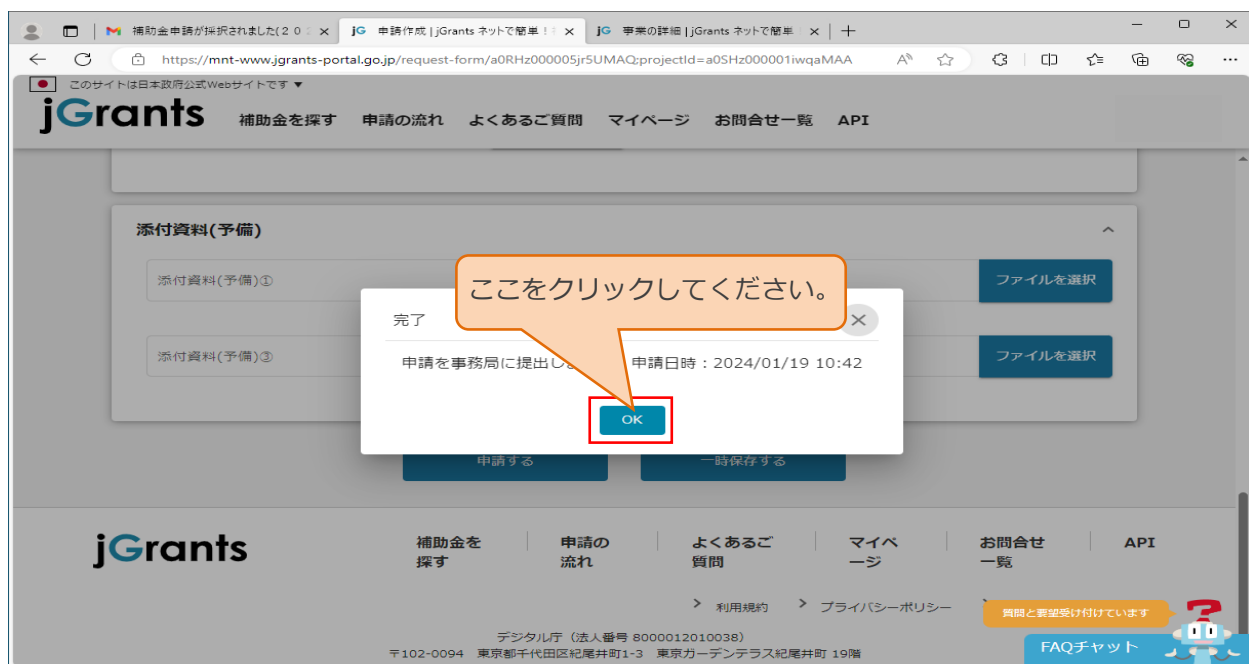 補助金申請が採択されました(２０
jG 申請作成 | jGrants ネットで簡単！
jG 事業の詳細 | jGrants ネットで簡単
https://mnt-www.jgrants-portal.go.jp/request-form/a0RHz000005jr5UMAQ;projectId=a0SHz000001iwqaMAA
このサイトは日本政府公式Webサイトです ▼
jGrants 補助金を探す 申請の流れ よくあるご質問 マイページ お問合せ一覧 API
添付資料(予備)
添付資料(予備)① ファイルを選択
ここをクリックしてください。
完了
添付資料(予備)③ ファイルを選択
申請を事務局に提出し 申請日時：2024/01/19 10:42
OK
申請する 一時保存する
jGrants
補助金を探す
申請の流れ
よくあるご質問
マイページ
お問合せ一覧
API
> 利用規約 > プライバシーポリシー
質問と要望受け付けています
デジタル庁（法人番号 8000012010038）
FAQチャット
〒102-0094 東京都千代田区紀尾井町1-3 東京ガーデンテラス紀尾井町 19階